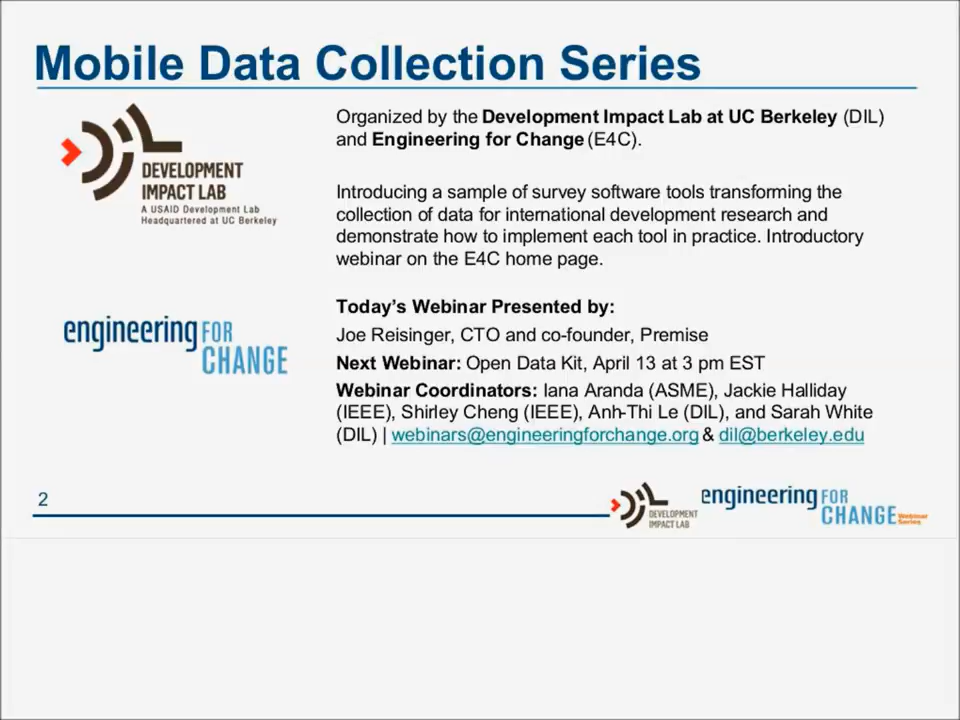 Mobile Data Collection Series
DEVELOPMENT
IMPACT LAB
A USAID Development Lab
Headquartered at UC Berkeley
engineering FOR
CHANGE
Organized by the Development Impact Lab at UC Berkeley (DIL)
and Engineering for Change (E4C).
Introducing a sample of survey software tools transforming the
collection of data for international development research and
demonstrate how to implement each tool in practice. Introductory
webinar on the E4C home page.
Today’s Webinar Presented by:
Joe Reisinger, CTO and co-founder, Premise
Next Webinar: Open Data Kit, April 13 at 3 pm EST
Webinar Coordinators: Iana Aranda (ASME), Jackie Halliday
(IEEE), Shirley Cheng (IEEE), Anh-Thi Le (DIL), and Sarah White
(DIL) | webinars@engineeringforchange.org & dil@berkeley.edu
2
DEVELOPMENT
IMPACT LAB
engineering FOR
CHANGE
Webinar
Series